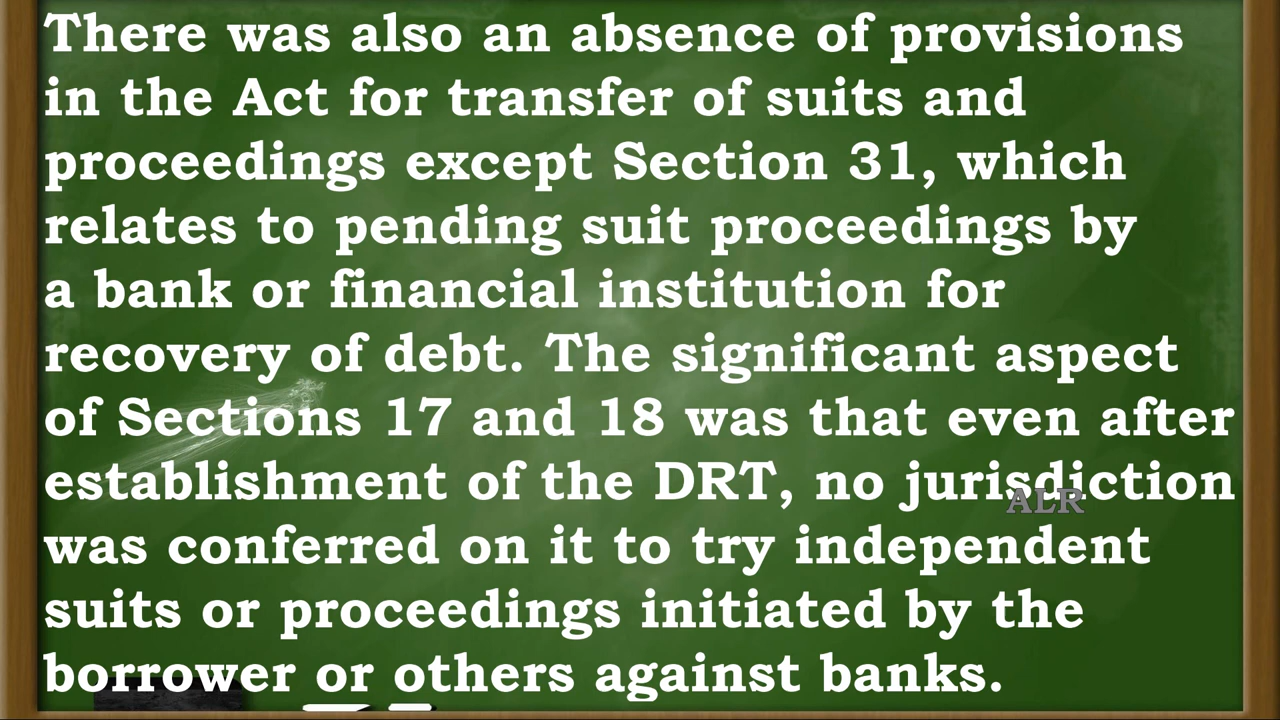 There was also an absence of provisions
in the Act for transfer of suits and
proceedings except Section 31, which
relates to pending suit proceedings by
a bank or financial institution for
recovery of debt. The significant aspect
of Sections 17 and 18 was that even after
establishment of the DRT, no jurisdiction
ALR
was conferred on it to try independent
suits or proceedings initiated by the
borrower or others against banks.